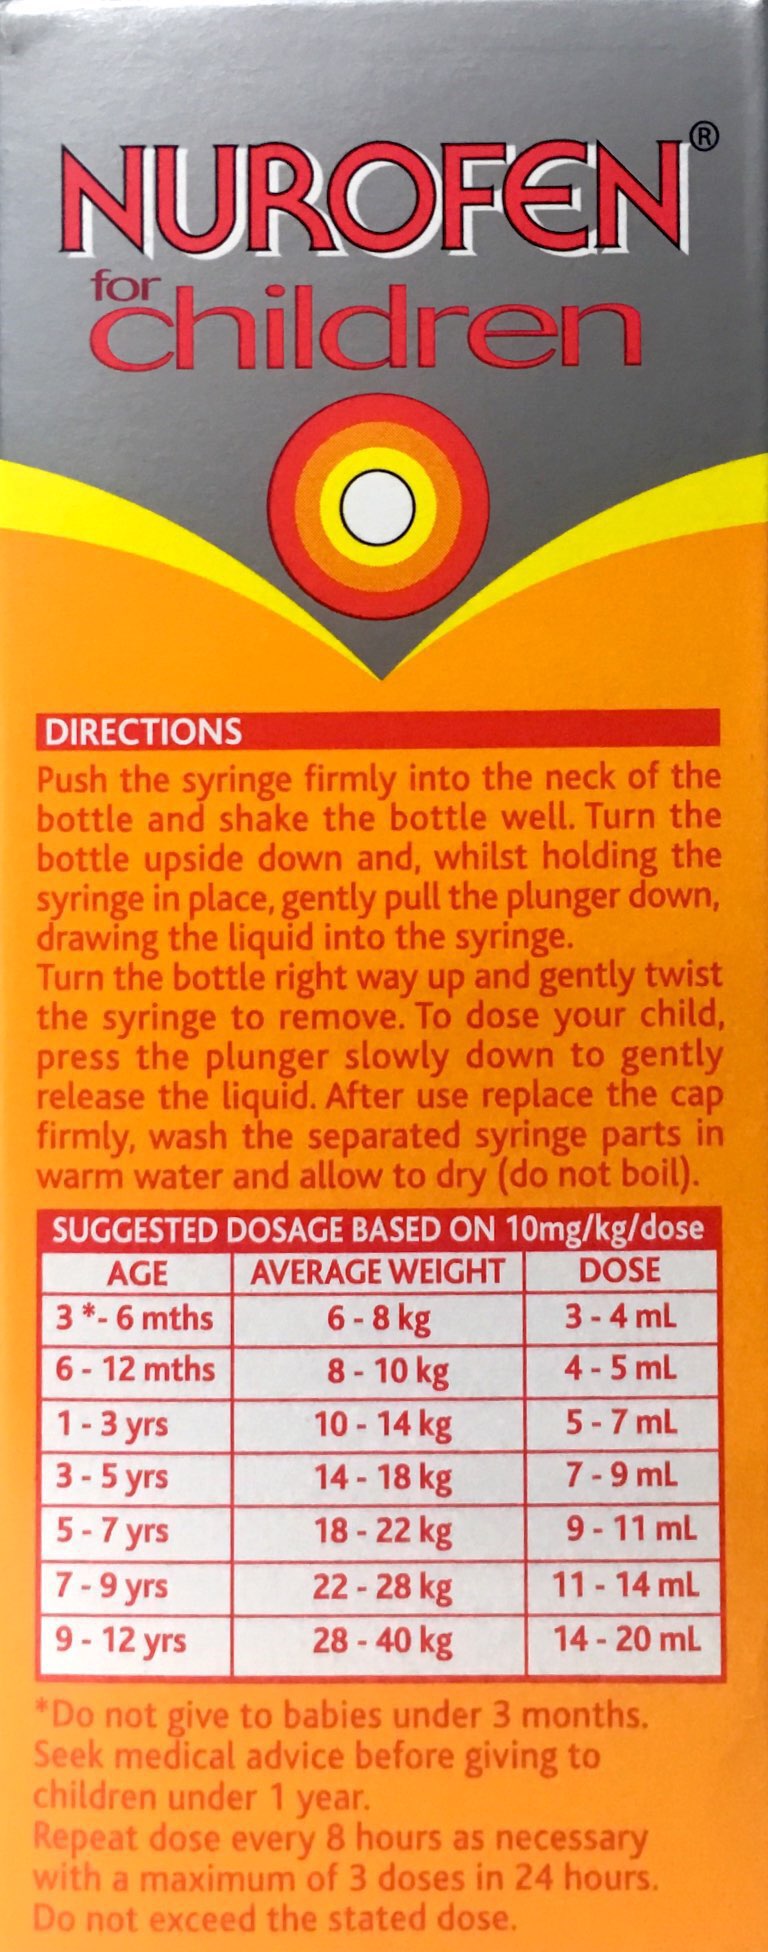 NUROFEN®
for
children
DIRECTIONS
Push the syringe firmly into the neck of the
bottle and shake the bottle well. Turn the
bottle upside down and, whilst holding the
syringe in place, gently pull the plunger down,
drawing the liquid into the syringe.
Turn the bottle right way up and gently twist
the syringe to remove. To dose your child,
press the plunger slowly down to gently
release the liquid. After use replace the cap
firmly, wash the separated syringe parts in
warm water and allow to dry (do not boil).
SUGGESTED DOSAGE BASED ON 10mg/kg/dose
AGE AVERAGE WEIGHT DOSE
3 *- 6 mths 6 - 8 kg 3 - 4 mL
6 - 12 mths 8 - 10 kg 4 - 5 mL
1 - 3 yrs 10 - 14 kg 5 - 7 mL
3 - 5 yrs 14 - 18 kg 7 - 9 mL
5 - 7 yrs 18 - 22 kg 9 - 11 mL
7 - 9 yrs 22 - 28 kg 11 - 14 mL
9 - 12 yrs 28 - 40 kg 14 - 20 mL
*Do not give to babies under 3 months.
Seek medical advice before giving to
children under 1 year.
Repeat dose every 8 hours as necessary
with a maximum of 3 doses in 24 hours.
Do not exceed the stated dose.